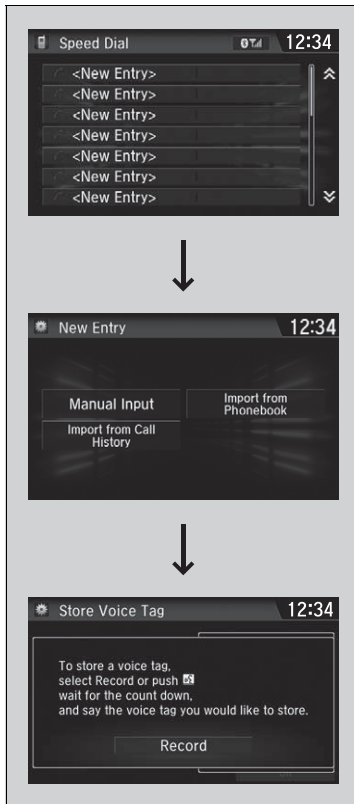 Speed Dial
12:34
<New Entry>
<New Entry>
<New Entry>
<New Entry>
<New Entry>
<New Entry>
<New Entry>
New Entry
12:34
Manual Input
Import from
Phonebook
Import from Call
History
Store Voice Tag
12:34
To store a voice tag,
select Record or push
wait for the count down,
and say the voice tag you would like to store.
Record